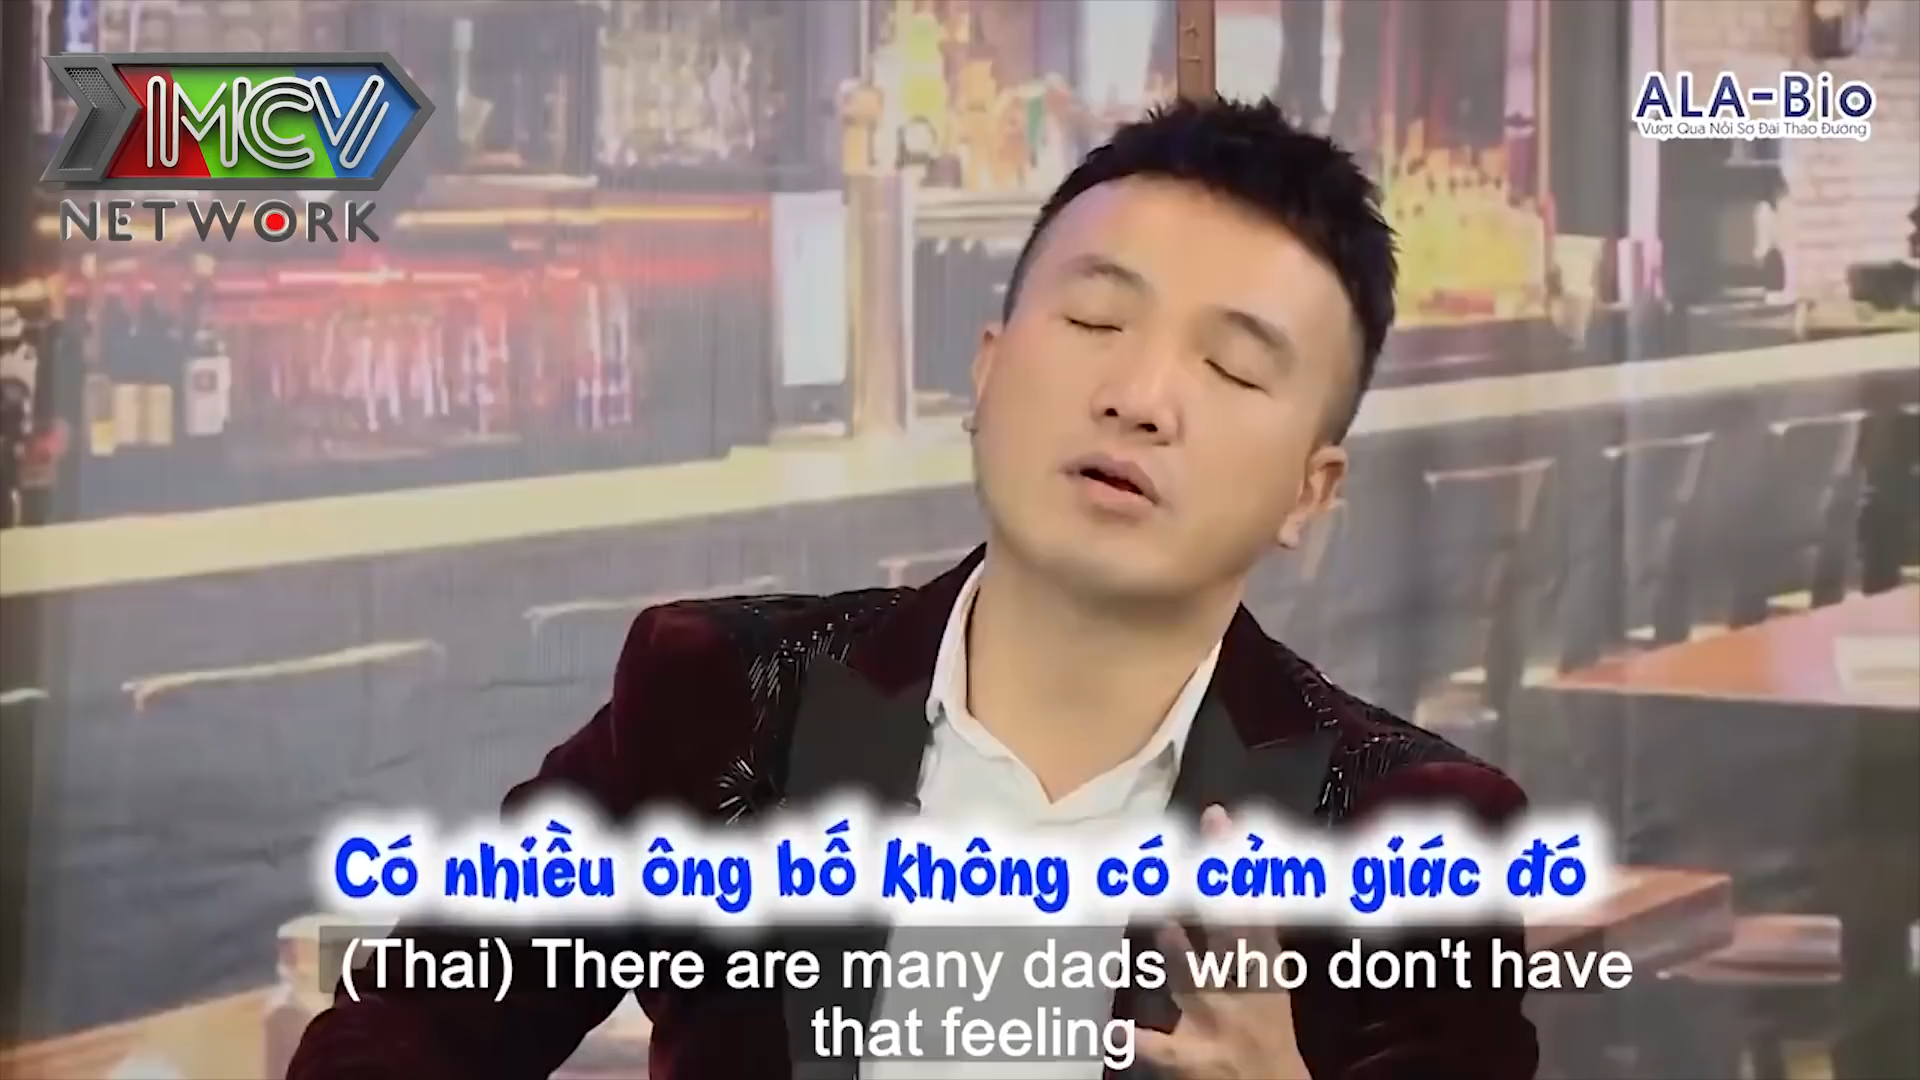 MCV
NETWORK
ALA-Bio
Vượt Qua Nỗi Sợ Đái Tháo Đường
Có nhiều ông bố không có cảm giác đó
(Thai) There are many dads who don't have
that feeling